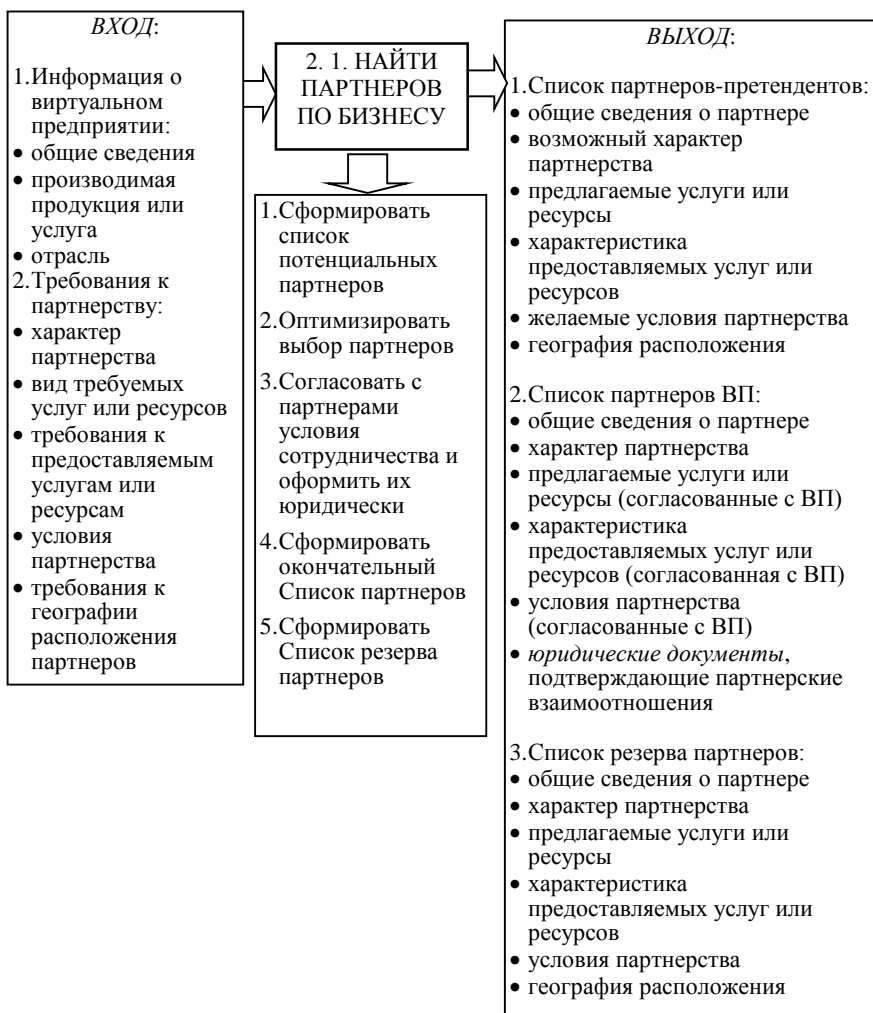 ВХОД:
1.Информация о
виртуальном
предприятии:
• общие сведения
• производимая
продукция или
услуга
• отрасль
2.Требования к
партнерству:
• характер
партнерства
• вид требуемых
услуг или ресурсов
• требования к
предоставляемым
услугам или
ресурсам
• условия
партнерства
• требования к
географии
расположения
партнеров
2. 1. НАЙТИ
ПАРТНЕРОВ
ПО БИЗНЕСУ
1.Сформировать
список
потенциальных
партнеров
2.Оптимизировать
выбор партнеров
3.Согласовать с
партнерами
условия
сотрудничества и
оформить их
юридически
4.Сформировать
окончательный
Список партнеров
5.Сформировать
Список резерва
партнеров
ВЫХОД:
1.Список партнеров-претендентов:
• общие сведения о партнере
• возможный характер
партнерства
• предлагаемые услуги или
ресурсы
• характеристика
предоставляемых услуг или
ресурсов
• желаемые условия партнерства
• география расположения
2.Список партнеров ВП:
• общие сведения о партнере
• характер партнерства
• предлагаемые услуги или
ресурсы (согласованные с ВП)
• характеристика
предоставляемых услуг или
ресурсов (согласованная с ВП)
• условия партнерства
(согласованные с ВП)
• юридические документы,
подтверждающие партнерские
взаимоотношения
3.Список резерва партнеров:
• общие сведения о партнере
• характер партнерства
• предлагаемые услуги или
ресурсы
• характеристика
предоставляемых услуг или
ресурсов
• условия партнерства
• география расположения